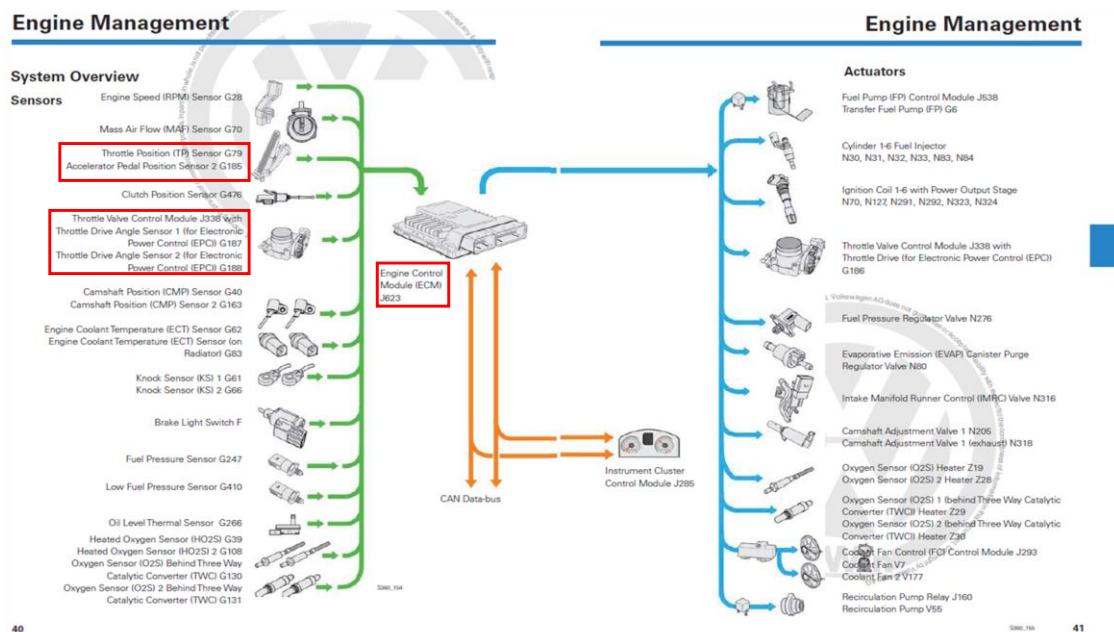 Engine Management
System Overview
Sensors
Engine Speed (RPM) Sensor G28
Mass Air Flow (MAF) Sensor G70
Throttle Position (TP) Sensor G79
Accelerator Pedal Position Sensor 2 G185
Clutch Position Sensor G476
Throttle Valve Control Module J338 with
Throttle Drive Angle Sensor 1 (for Electronic
Power Control (EPC)) G187
Throttle Drive Angle Sensor 2 (for Electronic
Power Control (EPC)) G188
Camshaft Position (CMP) Sensor G40
Camshaft Position (CMP) Sensor 2 G163
Engine Coolant Temperature (ECT) Sensor G62
Engine Coolant Temperature (ECT) Sensor (on
Radiator) G83
Knock Sensor (KS) 1 G61
Knock Sensor (KS) 2 G66
Brake Light Switch F
Fuel Pressure Sensor G247
Low Fuel Pressure Sensor G410
Oil Level Thermal Sensor G266
Heated Oxygen Sensor (HO2S) G39
Heated Oxygen Sensor (HO2S) 2 G108
Oxygen Sensor (O2S) Behind Three Way
Catalytic Converter (TWC) G130
Oxygen Sensor (O2S) 2 Behind Three Way
Catalytic Converter (TWC) G131
Engine Control
Module (ECM)
J623
CAN Data-bus
Instrument Cluster
Control Module J285
S360_164
40
Engine Management
Actuators
Fuel Pump (FP) Control Module J538
Transfer Fuel Pump (FP) G6
Cylinder 1-6 Fuel Injector
N30, N31, N32, N33, N83, N84
Ignition Coil 1-6 with Power Output Stage
N70, N127, N291, N292, N323, N324
Throttle Valve Control Module J338 with
Throttle Drive (for Electronic Power Control (EPC))
G186
Fuel Pressure Regulator Valve N276
Evaporative Emission (EVAP) Canister Purge
Regulator Valve N80
Intake Manifold Runner Control (IMRC) Valve N316
Camshaft Adjustment Valve 1 N205
Camshaft Adjustment Valve 1 (exhaust) N318
Oxygen Sensor (O2S) Heater Z19
Oxygen Sensor (O2S) 2 Heater Z28
Oxygen Sensor (O2S) 1 (behind Three Way Catalytic
Converter (TWC)) Heater Z29
Oxygen Sensor (O2S) 2 (behind Three Way Catalytic
Converter (TWC)) Heater Z30
Coolant Fan Control (FC) Control Module J293
Coolant Fan V7
Coolant Fan 2 V177
Recirculation Pump Relay J160
Recirculation Pump V55
S360_165
41